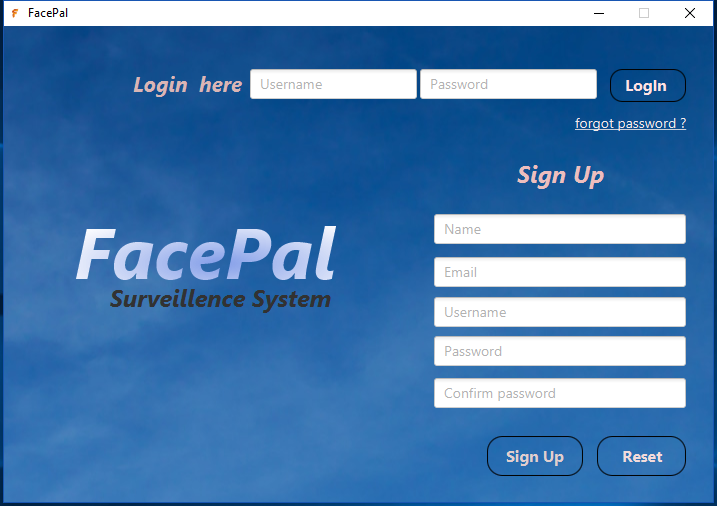 FacePal
Login here Username Password LogIn
forgot password ?
Sign Up
FacePal
Surveillence System
Name
Email
Username
Password
Confirm password
Sign Up Reset